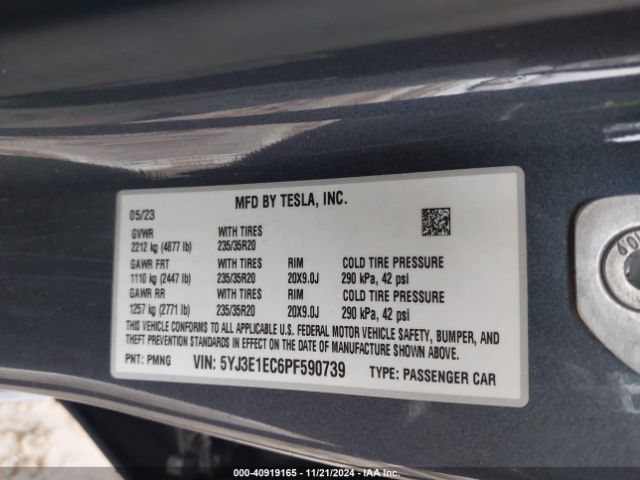 MFD BY TESLA, INC.
05/23
GVWR WITH TIRES
2212 kg (4877 lb) 235/35R20
GAWR FRT WITH TIRES RIM COLD TIRE PRESSURE
1110 kg (2447 lb) 235/35R20 20X9.0J 290 kPa, 42 psi
GAWR RR WITH TIRES RIM COLD TIRE PRESSURE
1257 kg (2771 lb) 235/35R20 20X9.0J 290 kPa, 42 psi
THIS VEHICLE CONFORMS TO ALL APPLICABLE U.S. FEDERAL MOTOR VEHICLE SAFETY, BUMPER, AND
THEFT PREVENTION STANDARDS IN EFFECT ON THE DATE OF MANUFACTURE SHOWN ABOVE.
PNT: PMNG VIN: 5YJ3E1EC6PF590739 TYPE: PASSENGER CAR
000-40919165 - 11/21/2024 - IAA Inc.